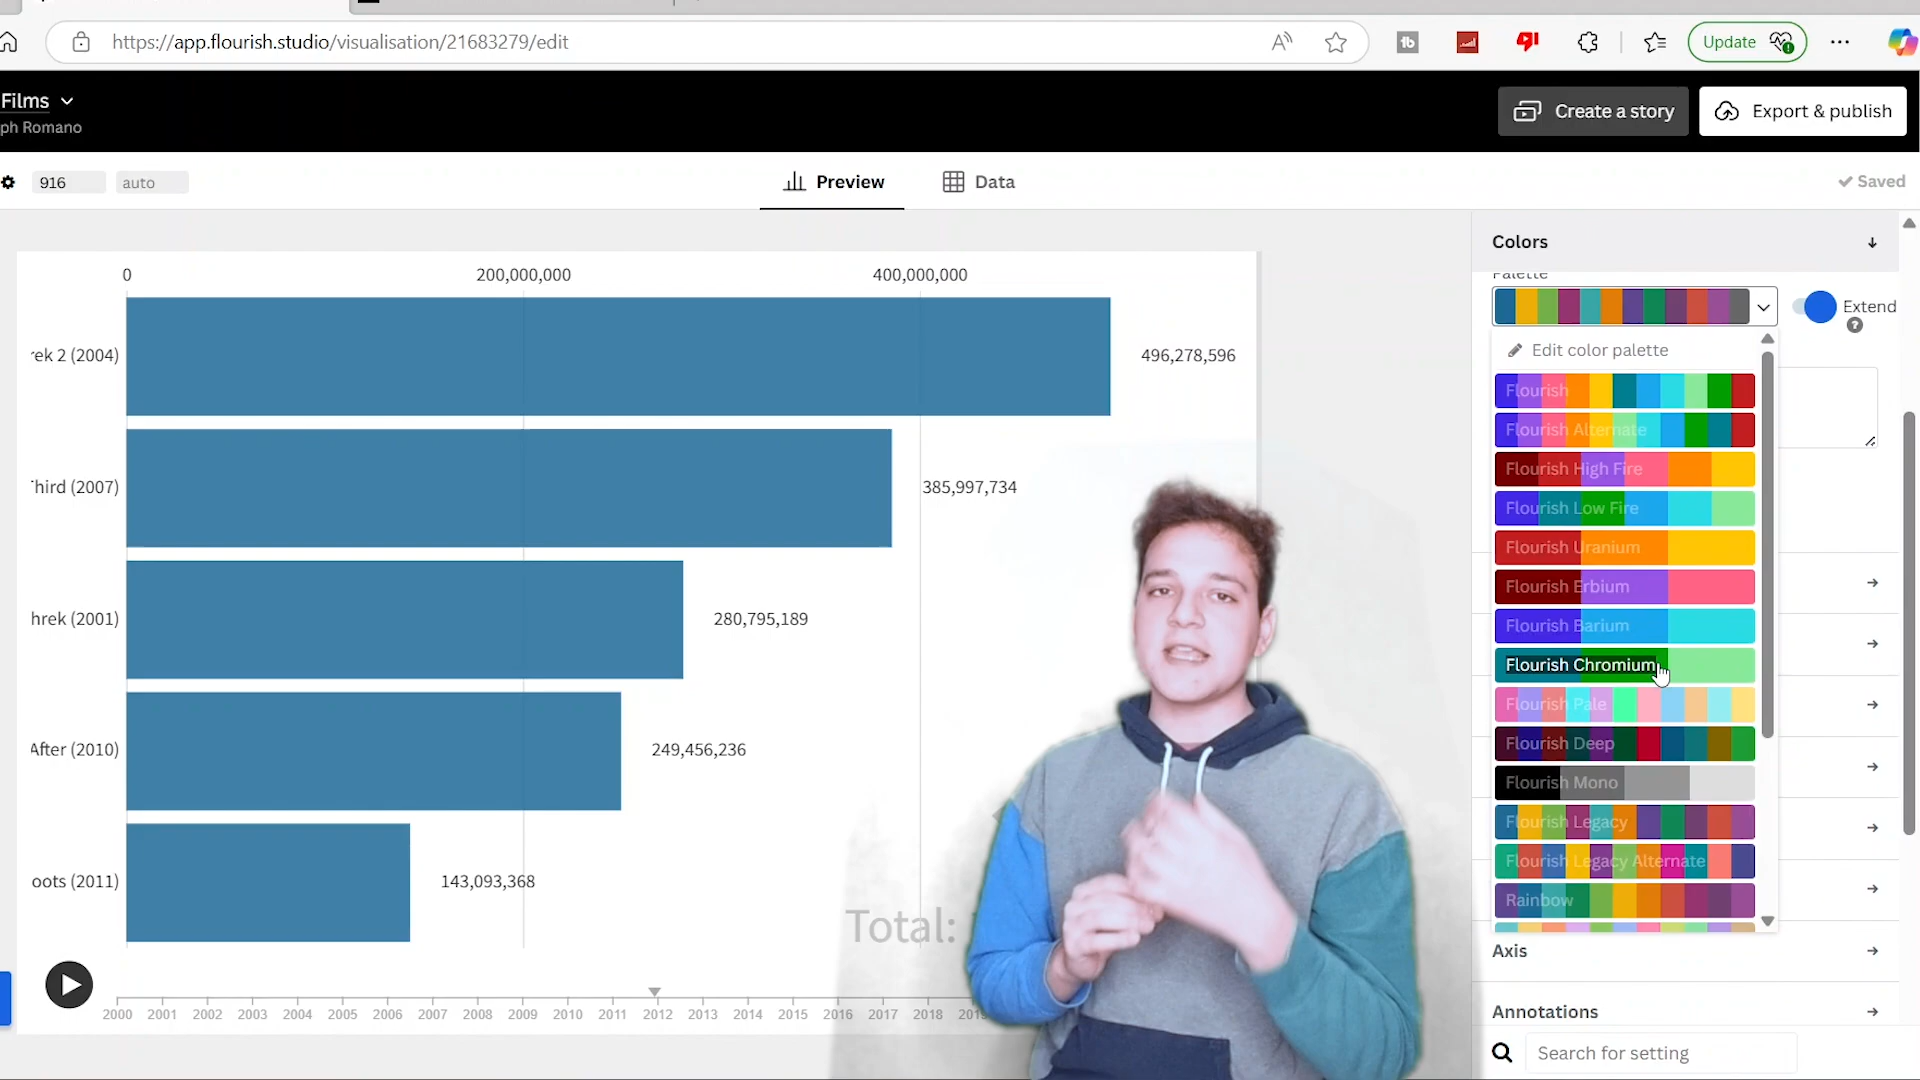 https://app.flourish.studio/visualisation/21683279/edit
Update
Films
ph Romano
Create a story
Export & publish
916
auto
Preview
Data
Saved
Colors
Palette
Extend
Edit color palette
Flourish
Flourish Alternate
Flourish High Fire
Flourish Low Fire
Flourish Uranium
Flourish Erbium
Flourish Barium
Flourish Chromium
Flourish Pale
Flourish Deep
Flourish Mono
Flourish Legacy
Flourish Legacy Alternate
Rainbow
Axis
Annotations
Search for setting
0
200,000,000
400,000,000
rek 2 (2004)
496,278,596
hird (2007)
385,997,734
hrek (2001)
280,795,189
After (2010)
249,456,236
oots (2011)
143,093,368
Total:
2000 2001 2002 2003 2004 2005 2006 2007 2008 2009 2010 2011 2012 2013 2014 2015 2016 2017 2018